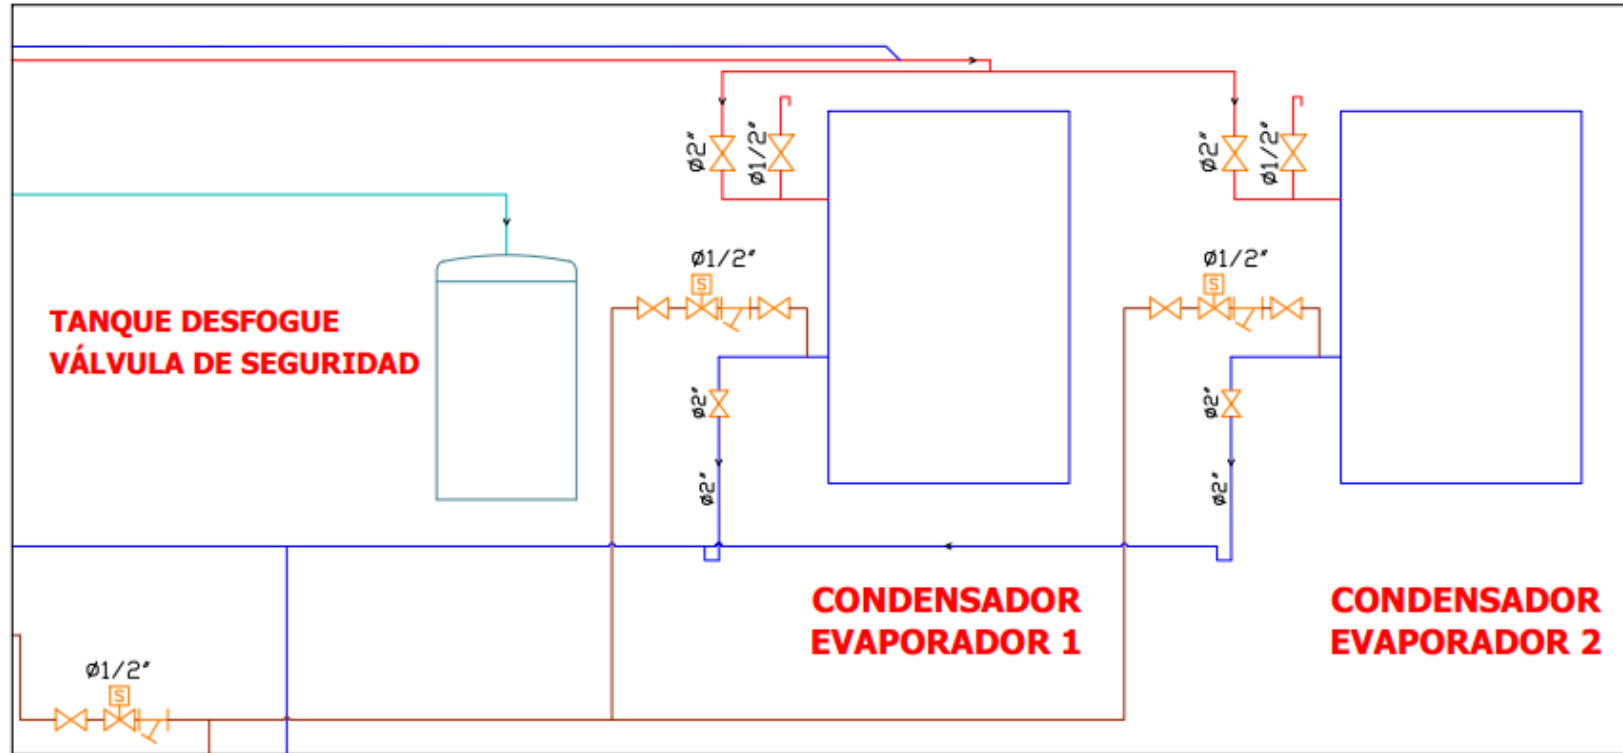 Ø2"
Ø1/2"
Ø2"
Ø1/2"
Ø1/2"
S
Ø1/2"
S
TANQUE DESFOGUE
VÁLVULA DE SEGURIDAD
Ø2"
Ø2"
Ø2"
Ø2"
CONDENSADOR
EVAPORADOR 1
CONDENSADOR
EVAPORADOR 2
Ø1/2"
S